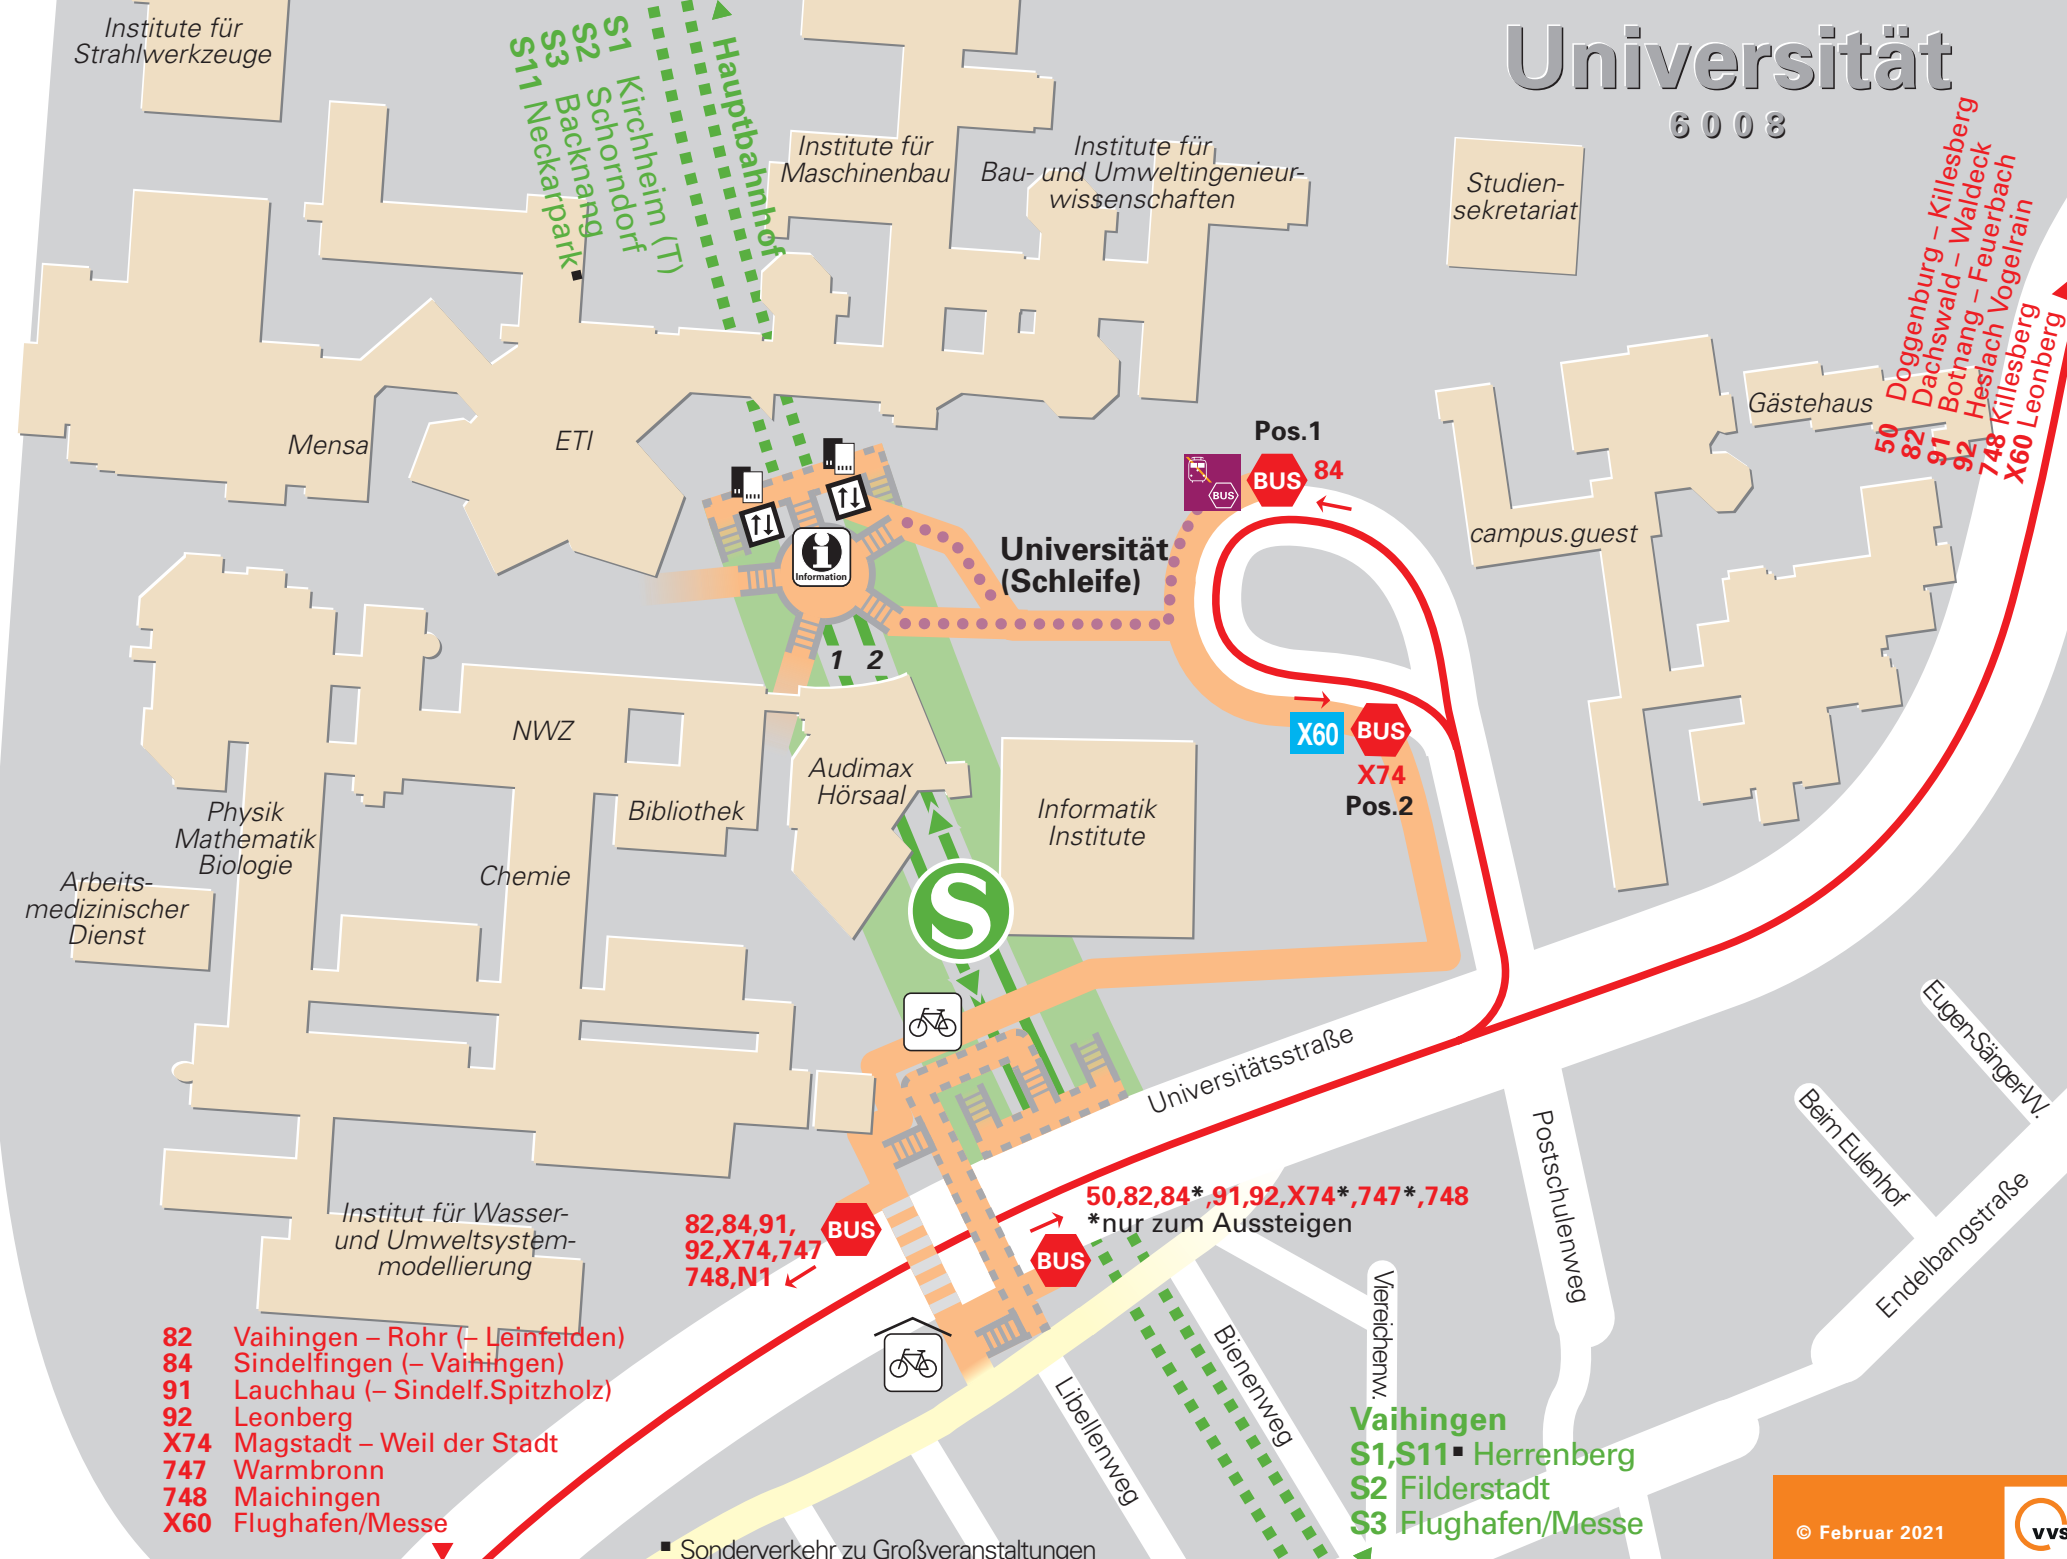 Universität
6008
Institute für
Strahlwerkzeuge
S1 Kirchheim (T)
S2 Schorndorf
S3 Backnang
S11 Neckarpark▪
Hauptbahnhof
Institute für
Maschinenbau
Institute für
Bau- und Umweltingenieur-
wissenschaften
Studien-
sekretariat
50 Doggenburg – Killesberg
82 Dachswald – Waldeck
91 Botnang – Feuerbach
92 Heslach Vogelrain
748 Killesberg
X60 Leonberg
Mensa
ETI
Gästehaus
campus.guest
Pos.1
BUS
BUS
84
Universität
(Schleife)
i
Information
1 2
X60
BUS
X74
Pos.2
NWZ
Bibliothek
Audimax
Hörsaal
Informatik
Institute
Physik
Mathematik
Biologie
Chemie
Arbeits-
medizinischer
Dienst
S
Universitätsstraße
Eugen-Sänger-W.
Beim Eulenhof
Endelbangstraße
Postschulenweg
Viereichenw.
Bienenweg
Libellenweg
Institut für Wasser-
und Umweltsystem-
modellierung
82,84,91,
92,X74,747
748,N1
BUS
50,82,84*,91,92,X74*,747*,748
*nur zum Aussteigen
BUS
82 Vaihingen – Rohr (– Leinfelden)
84 Sindelfingen (– Vaihingen)
91 Lauchhau (– Sindelf.Spitzholz)
92 Leonberg
X74 Magstadt – Weil der Stadt
747 Warmbronn
748 Maichingen
X60 Flughafen/Messe
Vaihingen
S1,S11▪ Herrenberg
S2 Filderstadt
S3 Flughafen/Messe
▪ Sonderverkehr zu Großveranstaltungen
© Februar 2021
vvs